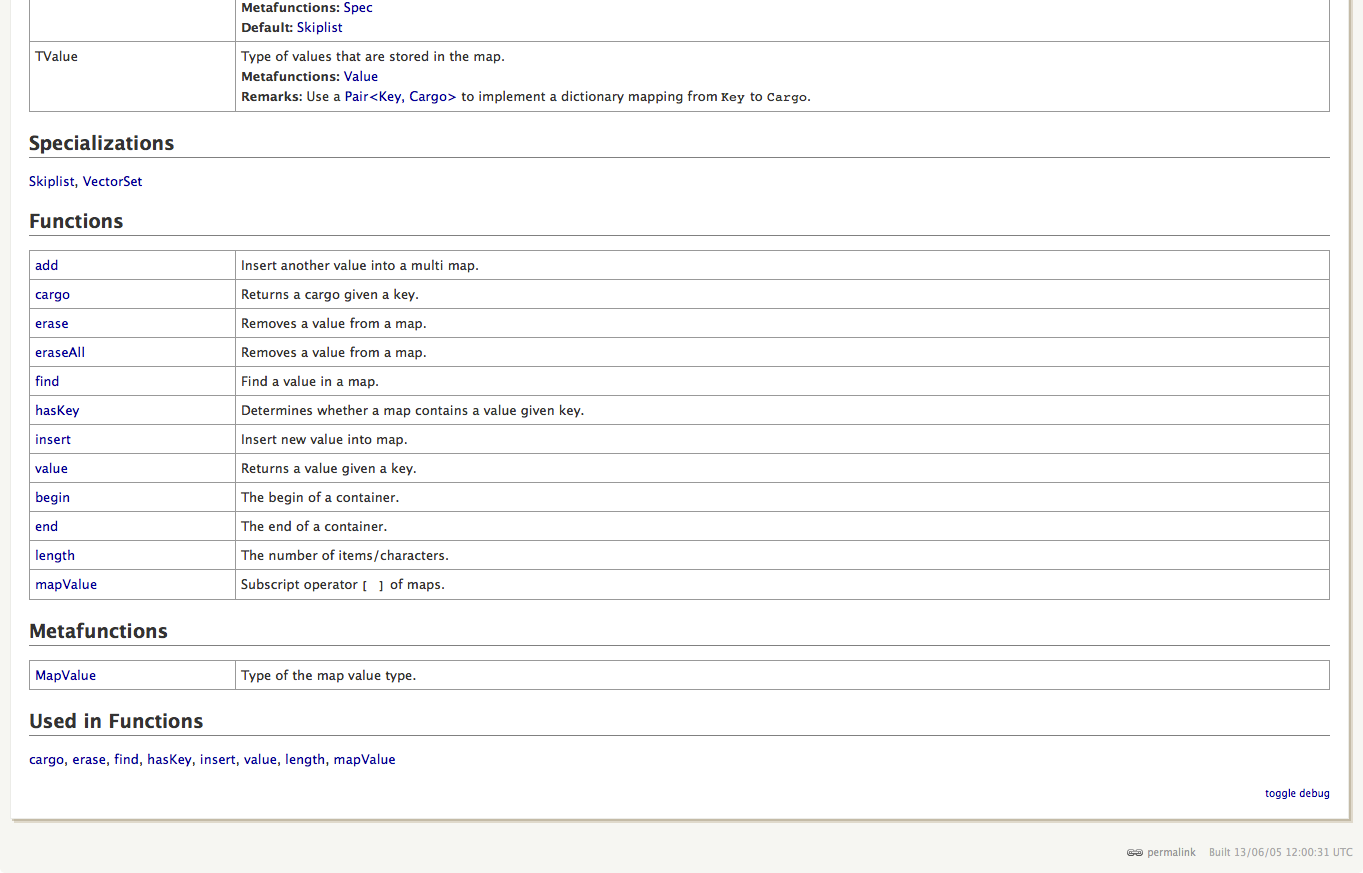 Metafunctions: Spec
Default: Skiplist
TValue Type of values that are stored in the map.
Metafunctions: Value
Remarks: Use a Pair<Key, Cargo> to implement a dictionary mapping from Key to Cargo.
Specializations
Skiplist, VectorSet
Functions
add Insert another value into a multi map.
cargo Returns a cargo given a key.
erase Removes a value from a map.
eraseAll Removes a value from a map.
find Find a value in a map.
hasKey Determines whether a map contains a value given key.
insert Insert new value into map.
value Returns a value given a key.
begin The begin of a container.
end The end of a container.
length The number of items/characters.
mapValue Subscript operator [ ] of maps.
Metafunctions
MapValue Type of the map value type.
Used in Functions
cargo, erase, find, hasKey, insert, value, length, mapValue
toggle debug
permalink Built 13/06/05 12:00:31 UTC